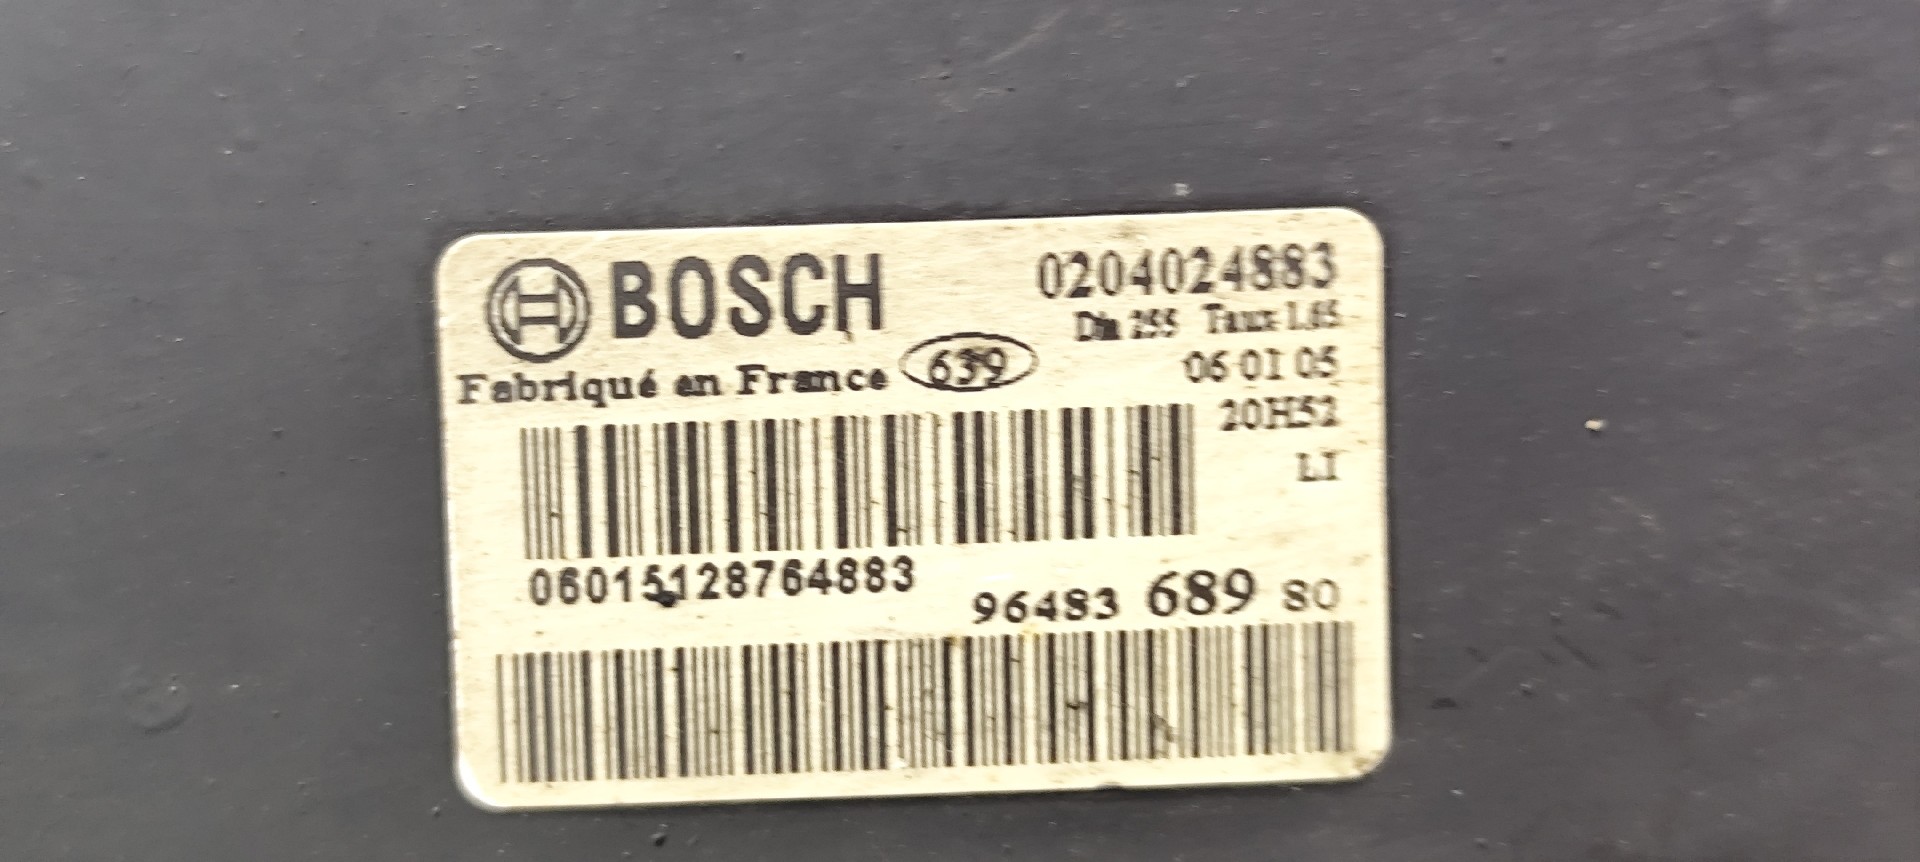 BOSCH 0204024883
Dia 255 Taux 1.65
Fabriqué en France 639 06 01 05
20H52
LI
06015128764883
96483 689 80